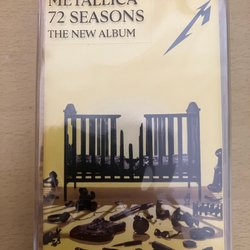 METALLICA
72 SEASONS
THE NEW ALBUM